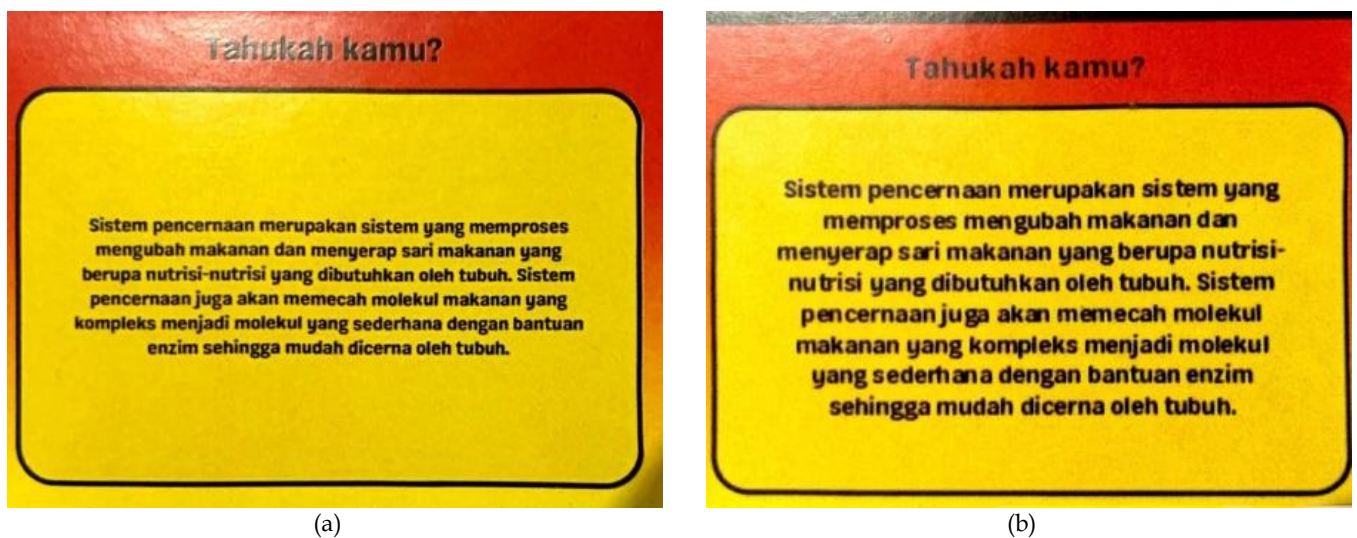 Tahukah kamu?
Sistem pencernaan merupakan sistem yang memproses
mengubah makanan dan menyerap sari makanan yang
berupa nutrisi-nutrisi yang dibutuhkan oleh tubuh. Sistem
pencernaan juga akan memecah molekul makanan yang
kompleks menjadi molekul yang sederhana dengan bantuan
enzim sehingga mudah dicerna oleh tubuh.
(a)
Tahukah kamu?
Sistem pencernaan merupakan sistem yang
memproses mengubah makanan dan
menyerap sari makanan yang berupa nutrisi-
nutrisi yang dibutuhkan oleh tubuh. Sistem
pencernaan juga akan memecah molekul
makanan yang kompleks menjadi molekul
yang sederhana dengan bantuan enzim
sehingga mudah dicerna oleh tubuh.
(b)